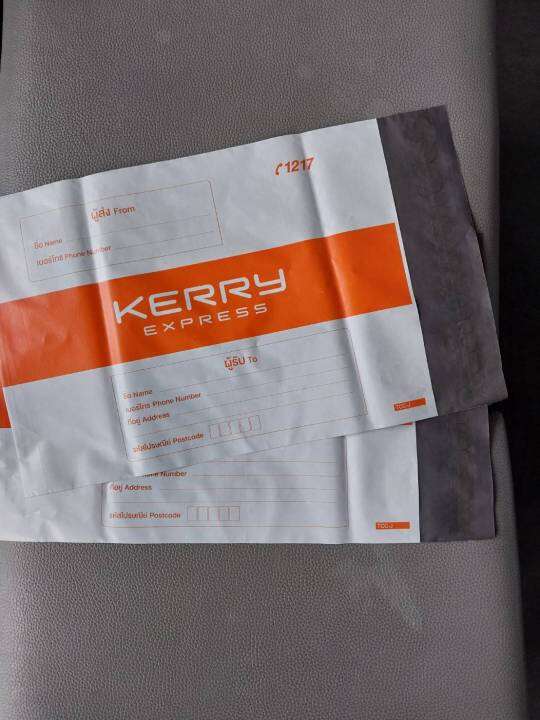 1217
ผู้ส่ง From
ชื่อ Name
เบอร์โทร Phone Number
KERRY
EXPRESS
ผู้รับ To
ชื่อ Name
เบอร์โทร Phone Number
ที่อยู่ Address
รหัสไปรษณีย์ Postcode
TCC-J
Phone Number
ที่อยู่ Address
รหัสไปรษณีย์ Postcode
TCC-J